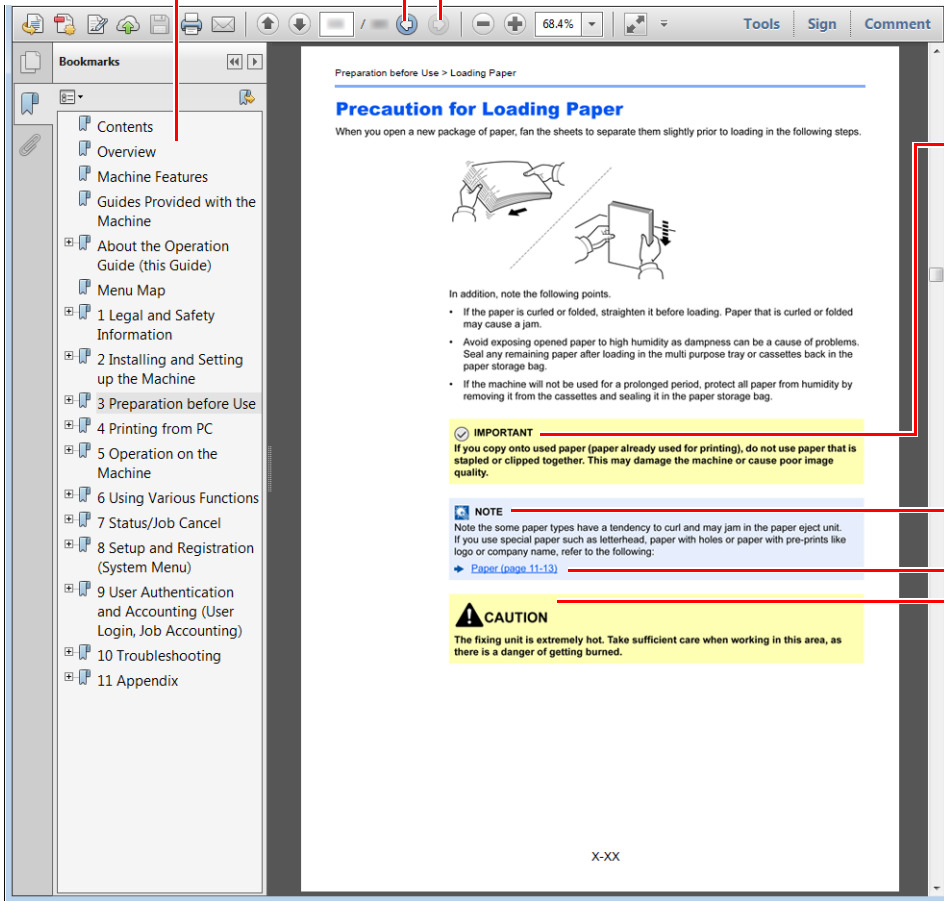 /
68.4%
Tools
Sign
Comment
Bookmarks
Contents
Overview
Machine Features
Guides Provided with the
Machine
About the Operation
Guide (this Guide)
Menu Map
1 Legal and Safety
Information
2 Installing and Setting
up the Machine
3 Preparation before Use
4 Printing from PC
5 Operation on the
Machine
6 Using Various Functions
7 Status/Job Cancel
8 Setup and Registration
(System Menu)
9 User Authentication
and Accounting (User
Login, Job Accounting)
10 Troubleshooting
11 Appendix
Preparation before Use > Loading Paper
Precaution for Loading Paper
When you open a new package of paper, fan the sheets to separate them slightly prior to loading in the following steps.
In addition, note the following points.
• If the paper is curled or folded, straighten it before loading. Paper that is curled or folded
may cause a jam.
• Avoid exposing opened paper to high humidity as dampness can be a cause of problems.
Seal any remaining paper after loading in the multi purpose tray or cassettes back in the
paper storage bag.
• If the machine will not be used for a prolonged period, protect all paper from humidity by
removing it from the cassettes and sealing it in the paper storage bag.
IMPORTANT
If you copy onto used paper (paper already used for printing), do not use paper that is
stapled or clipped together. This may damage the machine or cause poor image
quality.
NOTE
Note the some paper types have a tendency to curl and may jam in the paper eject unit.
If you use special paper such as letterhead, paper with holes or paper with pre-prints like
logo or company name, refer to the following:
Paper (page 11-13)
CAUTION
The fixing unit is extremely hot. Take sufficient care when working in this area, as
there is a danger of getting burned.
X-XX